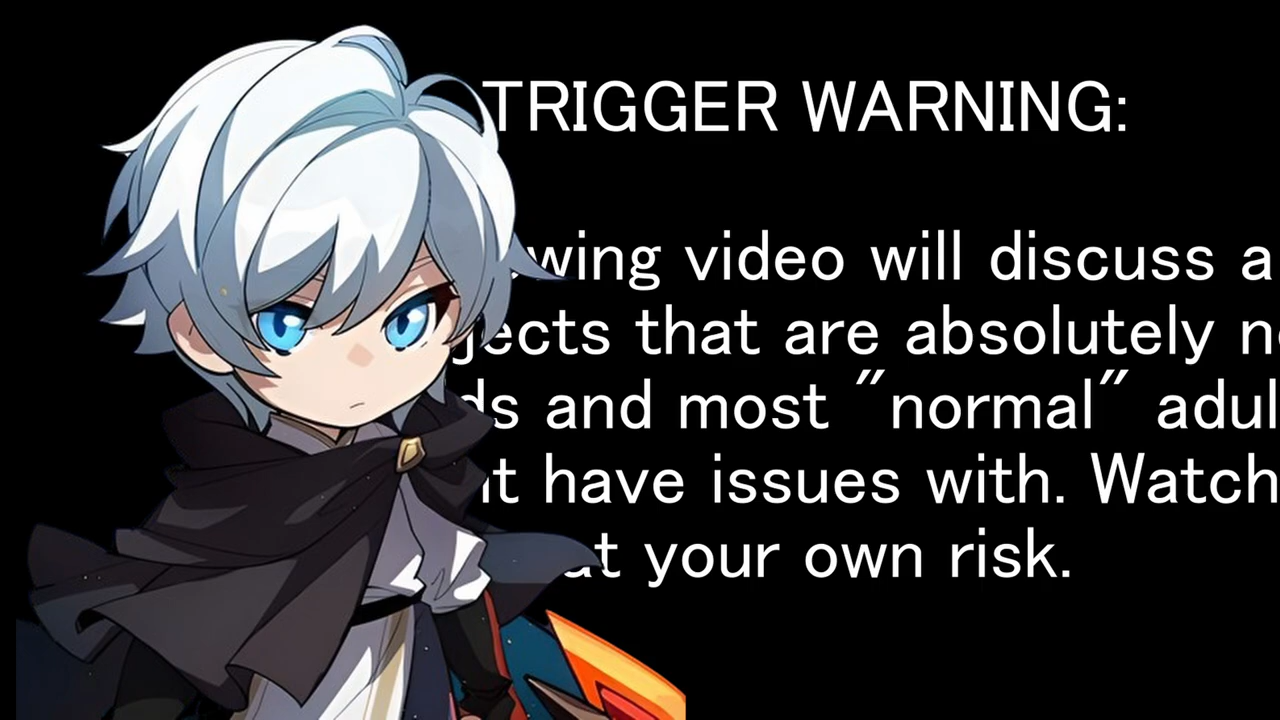 TRIGGER WARNING:
wing video will discuss a
jects that are absolutely n
ds and most "normal" adul
t have issues with. Watch
at your own risk.